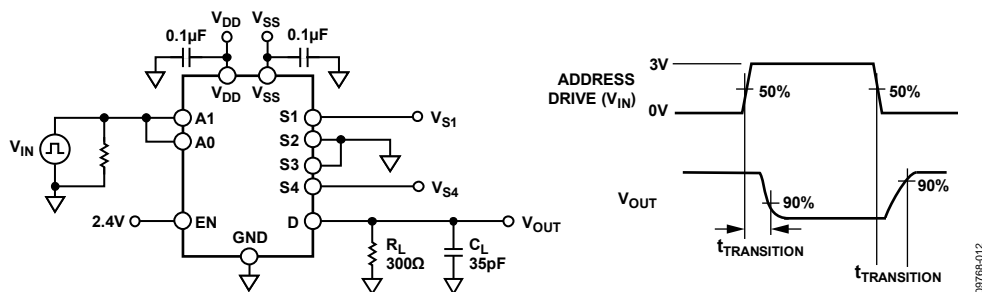 VDD
VSS
0.1µF
0.1µF
VDD
VSS
A1
A0
VIN
2.4V
EN
GND
S1
S2
S3
S4
D
VS1
VS4
VOUT
RL
300Ω
CL
35pF
ADDRESS
DRIVE (VIN)
3V
0V
50%
50%
VOUT
90%
90%
tTRANSITION
tTRANSITION
09768-012